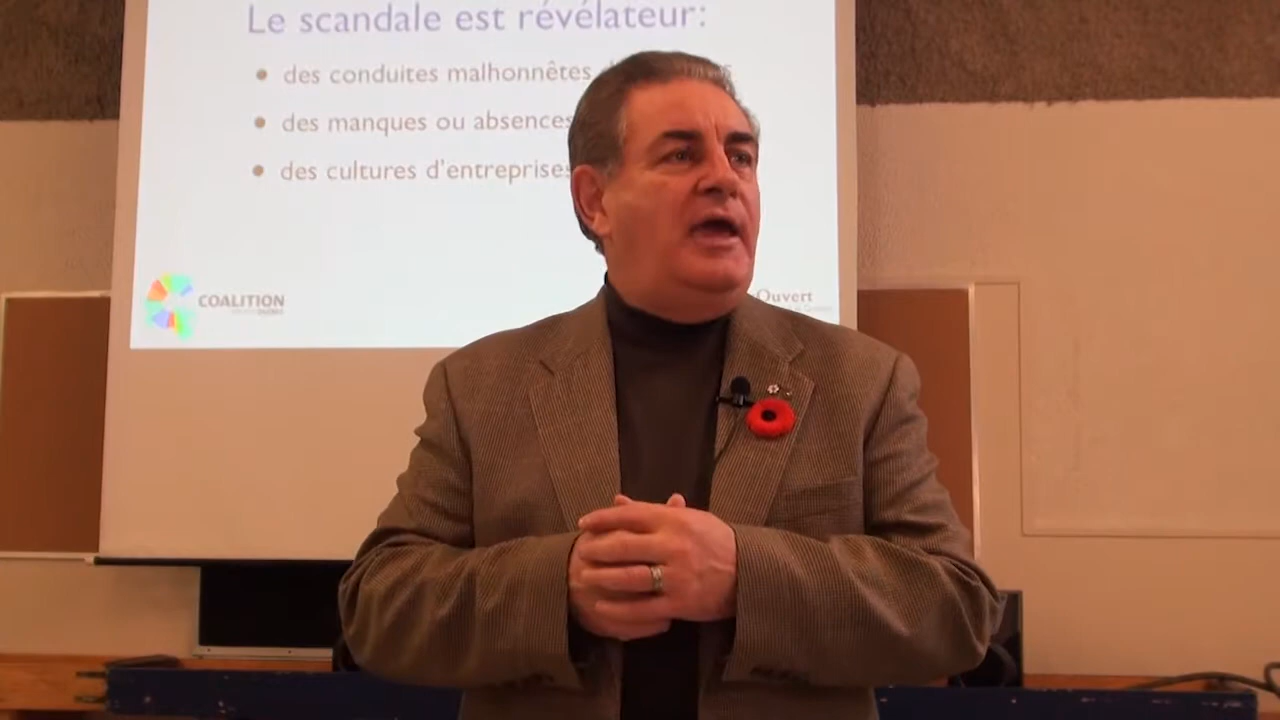 Le scandale est révélateur:
• des conduites malhonnêtes
• des manques ou absences
• des cultures d'entreprises
COALITION
Ouvert